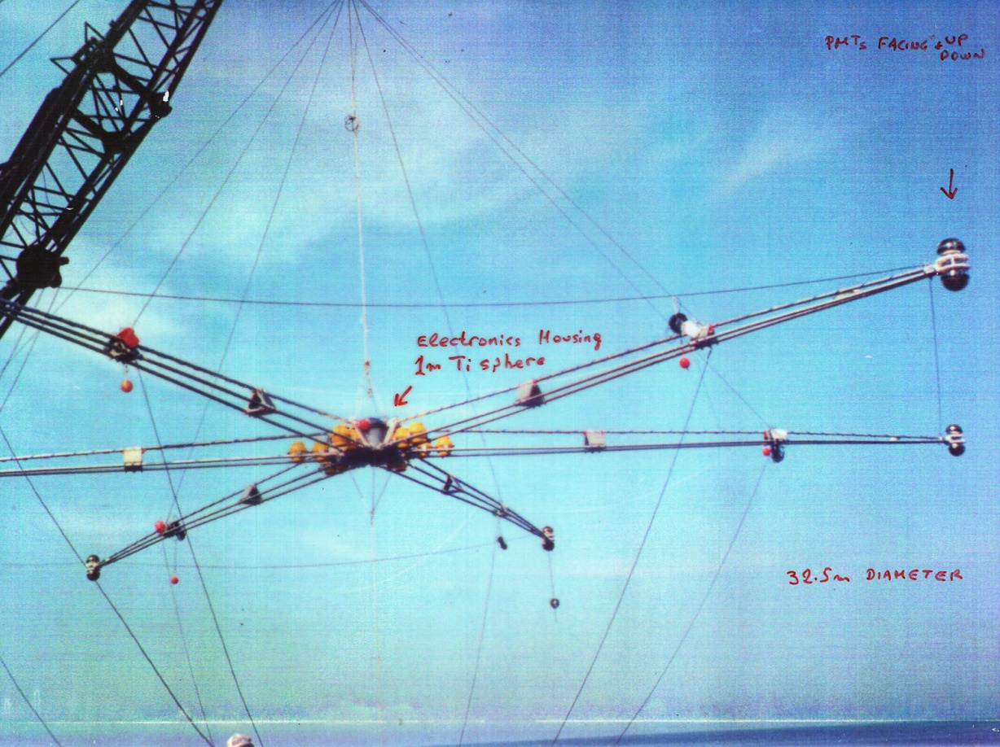 PMTs FACING UP
& DOWN
Electronics Housing
1m Ti sphere
32.5m DIAMETER